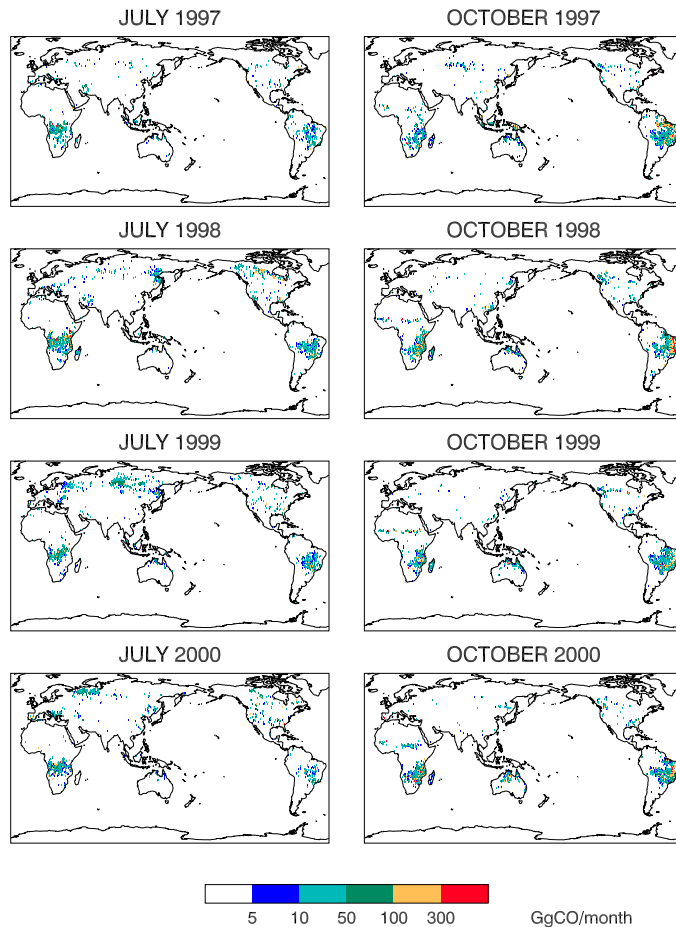 JULY 1997 OCTOBER 1997
JULY 1998 OCTOBER 1998
JULY 1999 OCTOBER 1999
JULY 2000 OCTOBER 2000
5 10 50 100 300 GgCO/month